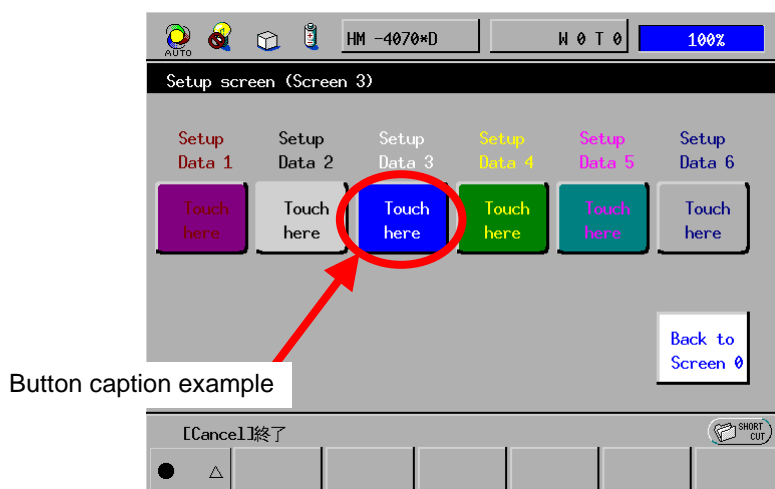 AUTO
HM -4070*D
W 0 T 0
100%
Setup screen (Screen 3)
Setup
Data 1
Setup
Data 2
Setup
Data 3
Setup
Data 4
Setup
Data 5
Setup
Data 6
Touch
here
Touch
here
Touch
here
Touch
here
Touch
here
Touch
here
Back to
Screen 0
Button caption example
[Cancel]終了
SHORT
CUT